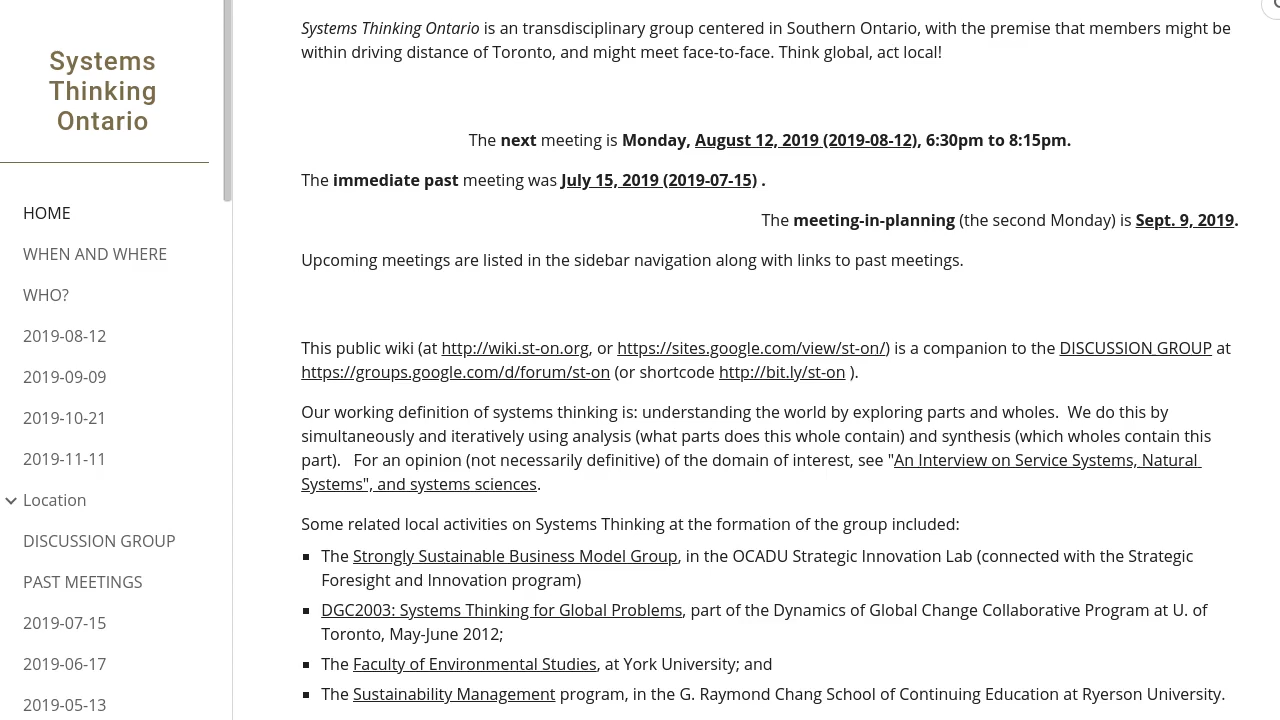 Systems
Thinking
Ontario
HOME
WHEN AND WHERE
WHO?
2019-08-12
2019-09-09
2019-10-21
2019-11-11
Location
DISCUSSION GROUP
PAST MEETINGS
2019-07-15
2019-06-17
2019-05-13
Systems Thinking Ontario is an transdisciplinary group centered in Southern Ontario, with the premise that members might be
within driving distance of Toronto, and might meet face-to-face. Think global, act local!
The next meeting is Monday, August 12, 2019 (2019-08-12), 6:30pm to 8:15pm.
The immediate past meeting was July 15, 2019 (2019-07-15) .
The meeting-in-planning (the second Monday) is Sept. 9, 2019.
Upcoming meetings are listed in the sidebar navigation along with links to past meetings.
This public wiki (at http://wiki.st-on.org, or https://sites.google.com/view/st-on/) is a companion to the DISCUSSION GROUP at
https://groups.google.com/d/forum/st-on (or shortcode http://bit.ly/st-on ).
Our working definition of systems thinking is: understanding the world by exploring parts and wholes.  We do this by
simultaneously and iteratively using analysis (what parts does this whole contain) and synthesis (which wholes contain this
part).   For an opinion (not necessarily definitive) of the domain of interest, see "An Interview on Service Systems, Natural
Systems", and systems sciences.
Some related local activities on Systems Thinking at the formation of the group included:
The Strongly Sustainable Business Model Group, in the OCADU Strategic Innovation Lab (connected with the Strategic
Foresight and Innovation program)
DGC2003: Systems Thinking for Global Problems, part of the Dynamics of Global Change Collaborative Program at U. of
Toronto, May-June 2012;
The Faculty of Environmental Studies, at York University; and
The Sustainability Management program, in the G. Raymond Chang School of Continuing Education at Ryerson University.